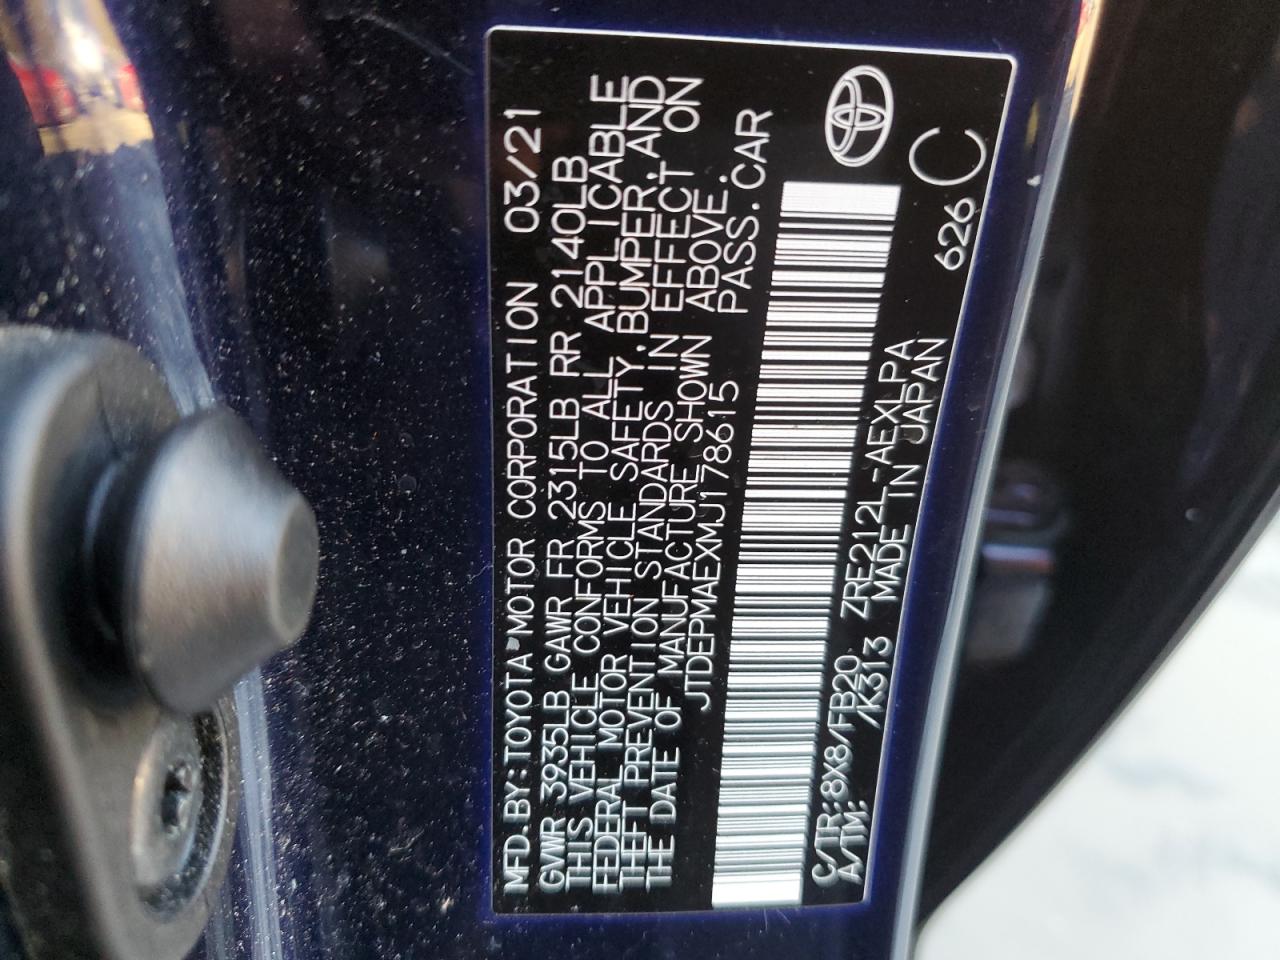 MFD.BY:TOYOTA MOTOR CORPORATION 03/21
GVWR 3935LB GAWR FR 2315LB RR 2140LB
THIS VEHICLE CONFORMS TO ALL APPLICABLE
FEDERAL MOTOR VEHICLE SAFETY,BUMPER,AND
THEFT PREVENTION STANDARDS IN EFFECT ON
THE DATE OF MANUFACTURE SHOWN ABOVE.
JTDEPMAEXMJ178615 PASS.CAR
C/TR:8X8/FB20 ZRE212L-AEXLPA 626
A/TM: /K313 MADE IN JAPAN C